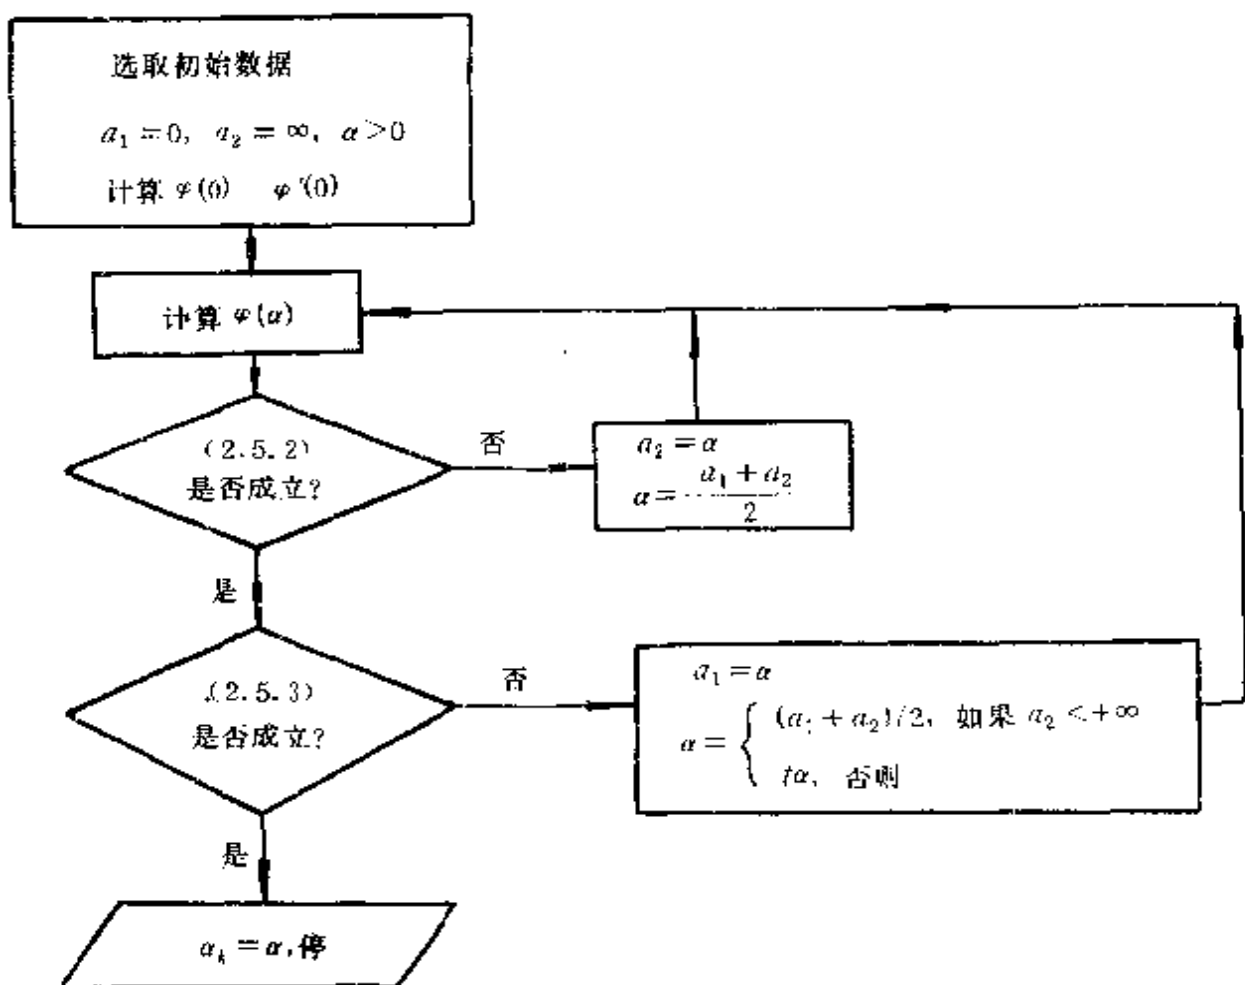 选取初始数据
a₁=0, a₂=∞, α>0
计算 φ(0) φ′(0)
计算 φ(α)
(2.5.2)
是否成立?
否
a₂=α
α=(a₁+a₂)/2
是
(2.5.3)
是否成立?
否
a₁=α
α={ (a₁+a₂)/2, 如果 a₂<+∞
tα, 否则
是
α_k=α,停